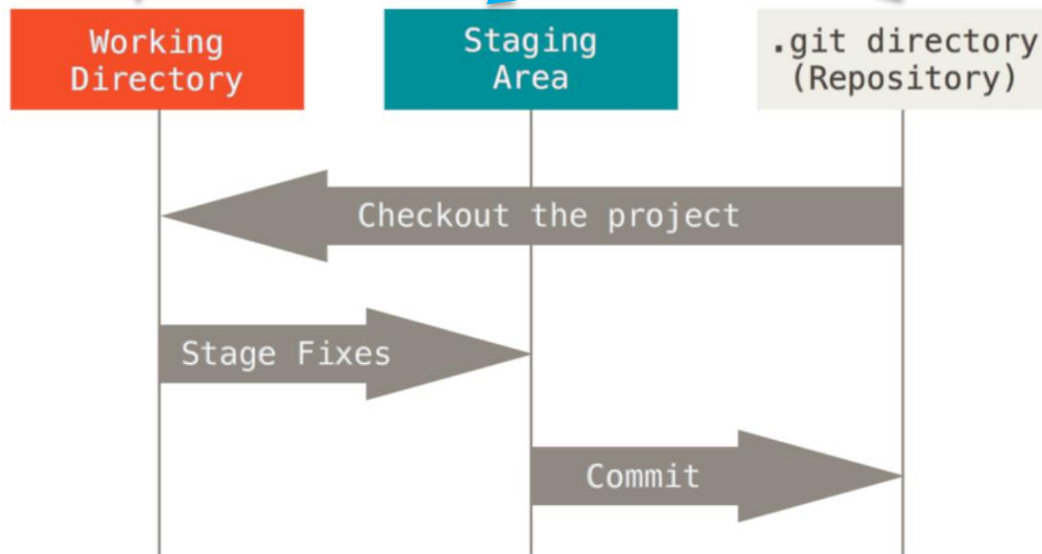 Working
Directory
Staging
Area
.git directory
(Repository)
Checkout the project
Stage Fixes
Commit